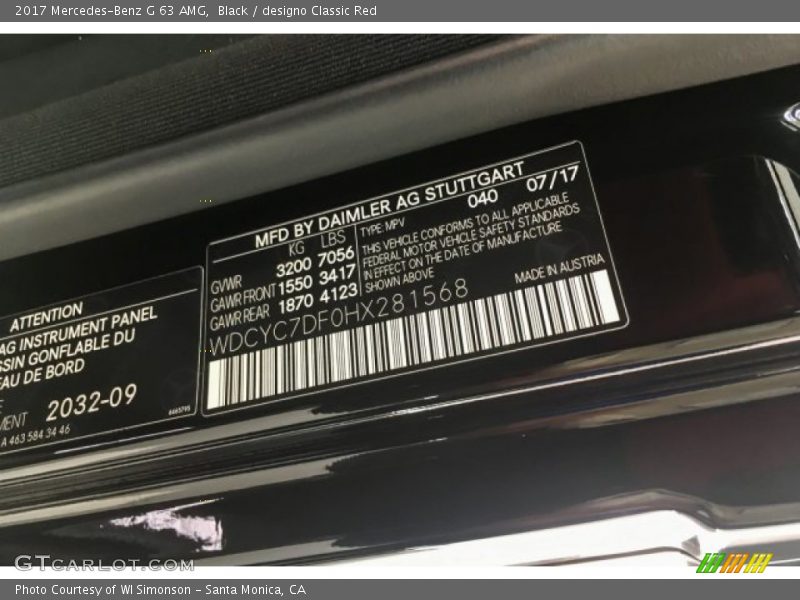 2017 Mercedes-Benz G 63 AMG, Black / designo Classic Red
MFD BY DAIMLER AG STUTTGART
KG LBS
GVWR 3200 7056
GAWR FRONT 1550 3417
GAWR REAR 1870 4123
TYPE: MPV 040 07/17
THIS VEHICLE CONFORMS TO ALL APPLICABLE
FEDERAL MOTOR VEHICLE SAFETY STANDARDS
IN EFFECT ON THE DATE OF MANUFACTURE
SHOWN ABOVE
MADE IN AUSTRIA
WDCYC7DF0HX281568
ATTENTION
AG INSTRUMENT PANEL
SSIN GONFLABLE DU
EAU DE BORD
MENT 2032-09
A 463 584 34 46
GTcarlot.com
Photo Courtesy of WI Simonson - Santa Monica, CA